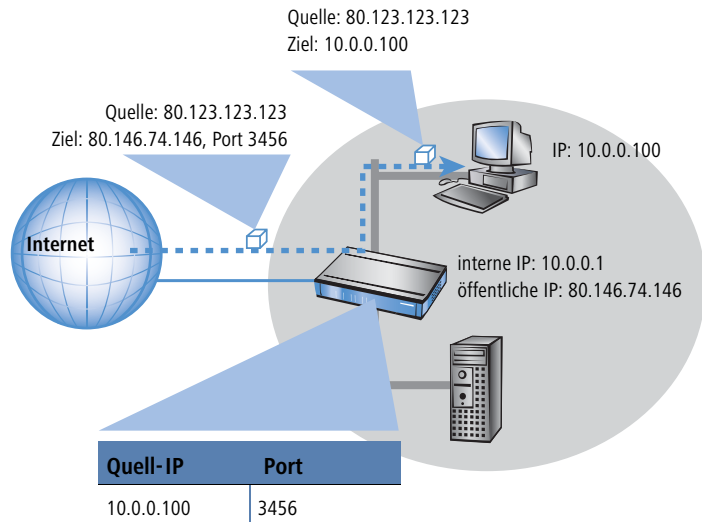 Quelle: 80.123.123.123
Ziel: 10.0.0.100
Quelle: 80.123.123.123
Ziel: 80.146.74.146, Port 3456
IP: 10.0.0.100
Internet
interne IP: 10.0.0.1
öffentliche IP: 80.146.74.146
Quell-IP Port
10.0.0.100 3456